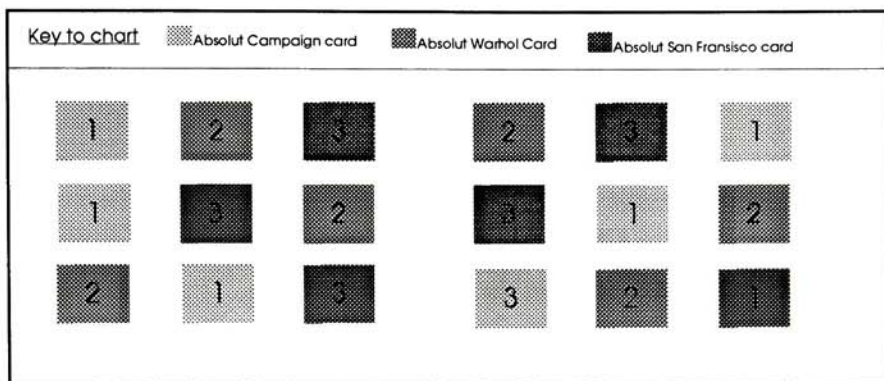 Key to chart Absolut Campaign card Absolut Warhol Card Absolut San Fransisco card
1 2 3 2 3 1
1 3 2 3 1 2
2 1 3 3 2 1